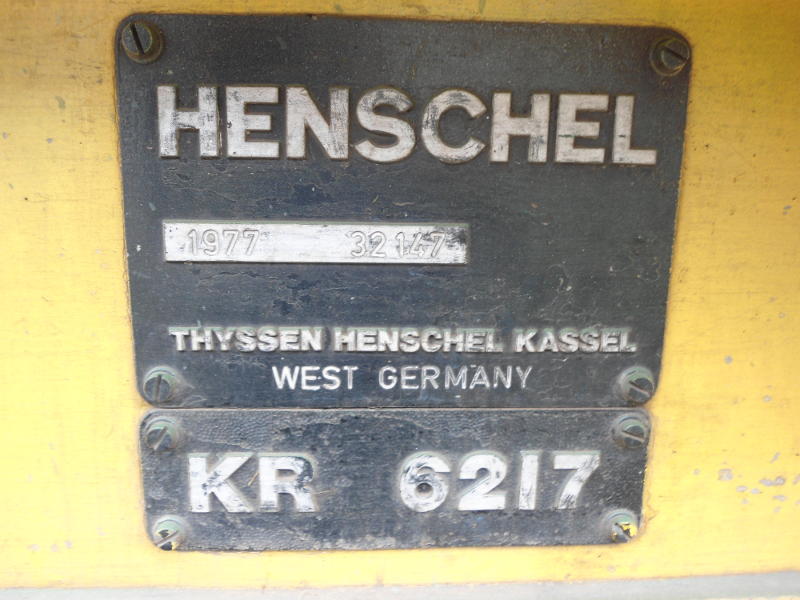 HENSCHEL
1977 32147
THYSSEN HENSCHEL KASSEL
WEST GERMANY
KR 6217